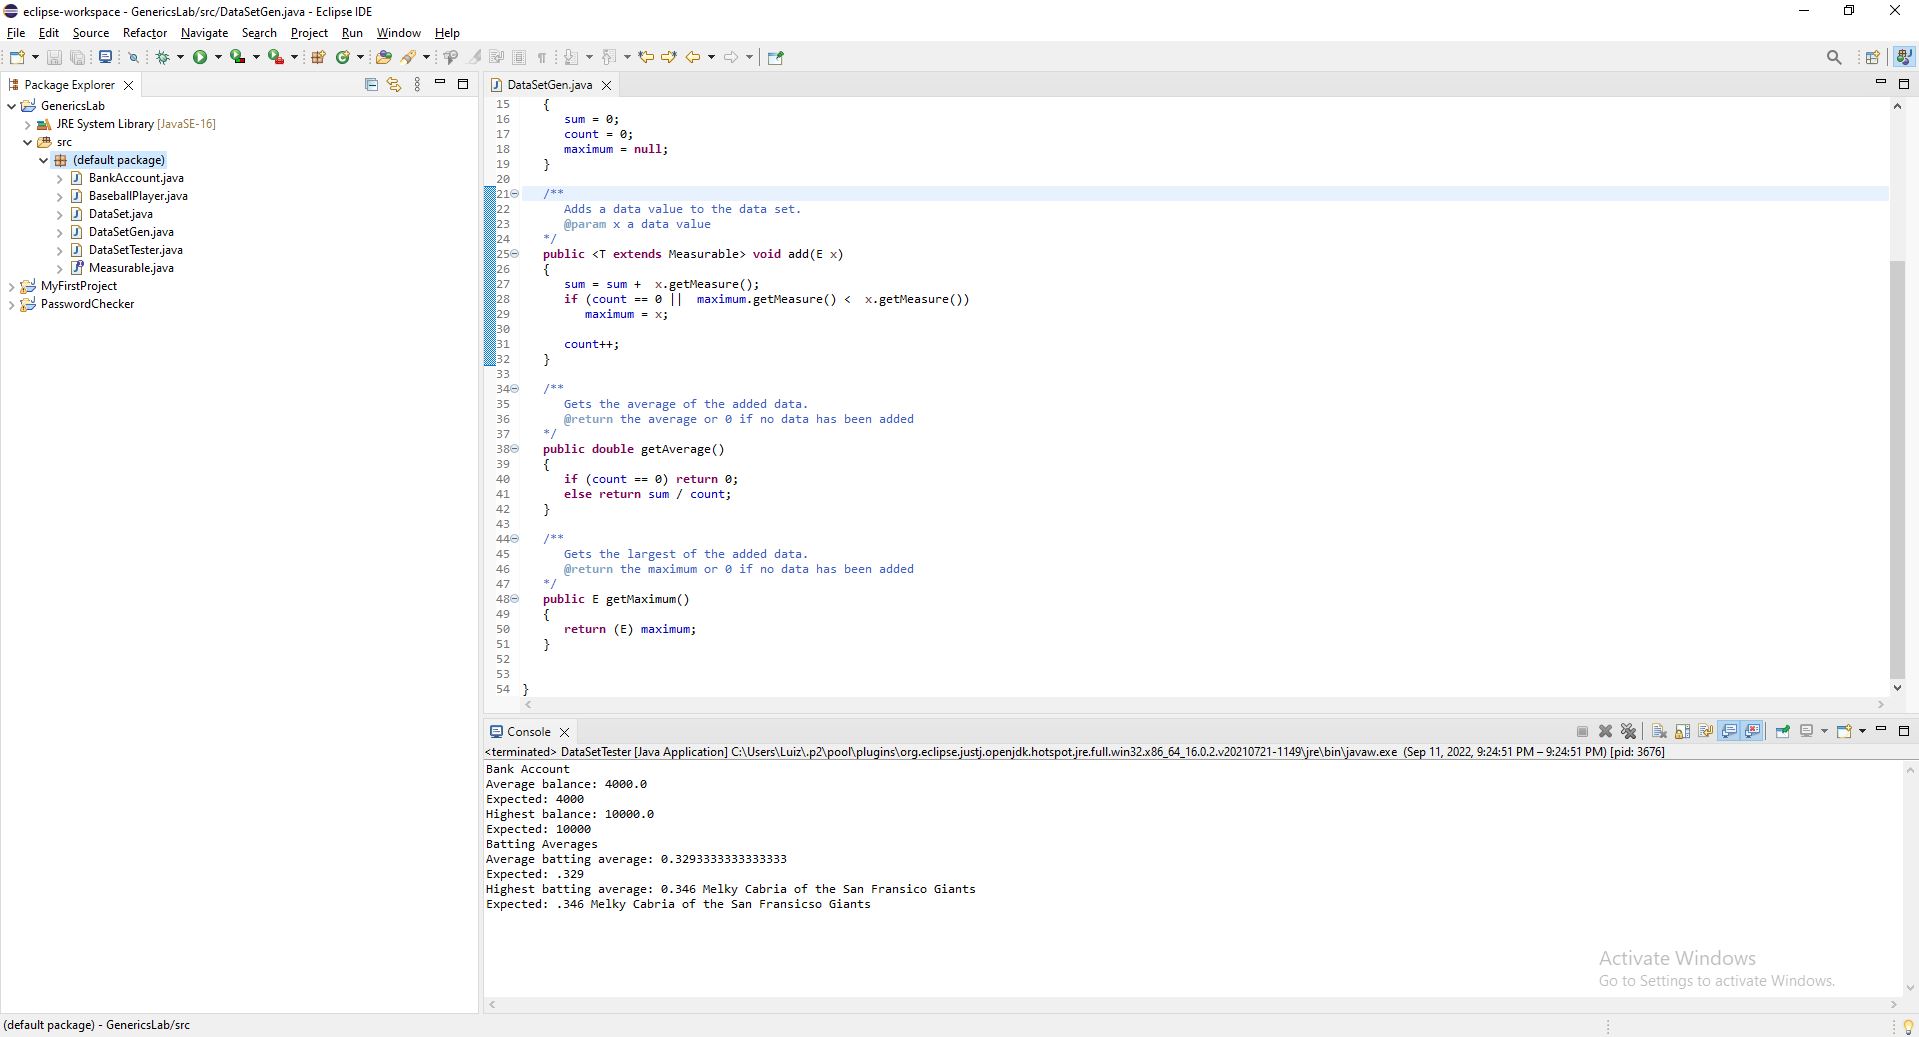 eclipse-workspace - GenericsLab/src/DataSetGen.java - Eclipse IDE
File Edit Source Refactor Navigate Search Project Run Window Help
Package Explorer
GenericsLab
JRE System Library [JavaSE-16]
src
(default package)
BankAccount.java
BaseballPlayer.java
DataSet.java
DataSetGen.java
DataSetTester.java
Measurable.java
MyFirstProject
PasswordChecker
DataSetGen.java
15 {
16 sum = 0;
17 count = 0;
18 maximum = null;
19 }
20
21 /**
22 Adds a data value to the data set.
23 @param x a data value
24 */
25 public <T extends Measurable> void add(E x)
26 {
27 sum = sum +  x.getMeasure();
28 if (count == 0 ||  maximum.getMeasure() <  x.getMeasure())
29 maximum = x;
30
31 count++;
32 }
33
34 /**
35 Gets the average of the added data.
36 @return the average or 0 if no data has been added
37 */
38 public double getAverage()
39 {
40 if (count == 0) return 0;
41 else return sum / count;
42 }
43
44 /**
45 Gets the largest of the added data.
46 @return the maximum or 0 if no data has been added
47 */
48 public E getMaximum()
49 {
50 return (E) maximum;
51 }
52
53
54 }
Console
<terminated> DataSetTester [Java Application] C:\Users\Luiz\.p2\pool\plugins\org.eclipse.justj.openjdk.hotspot.jre.full.win32.x86_64_16.0.2.v20210721-1149\jre\bin\javaw.exe (Sep 11, 2022, 9:24:51 PM – 9:24:51 PM) [pid: 3676]
Bank Account
Average balance: 4000.0
Expected: 4000
Highest balance: 10000.0
Expected: 10000
Batting Averages
Average batting average: 0.3293333333333333
Expected: .329
Highest batting average: 0.346 Melky Cabria of the San Fransico Giants
Expected: .346 Melky Cabria of the San Fransicso Giants
Activate Windows
Go to Settings to activate Windows.
(default package) - GenericsLab/src